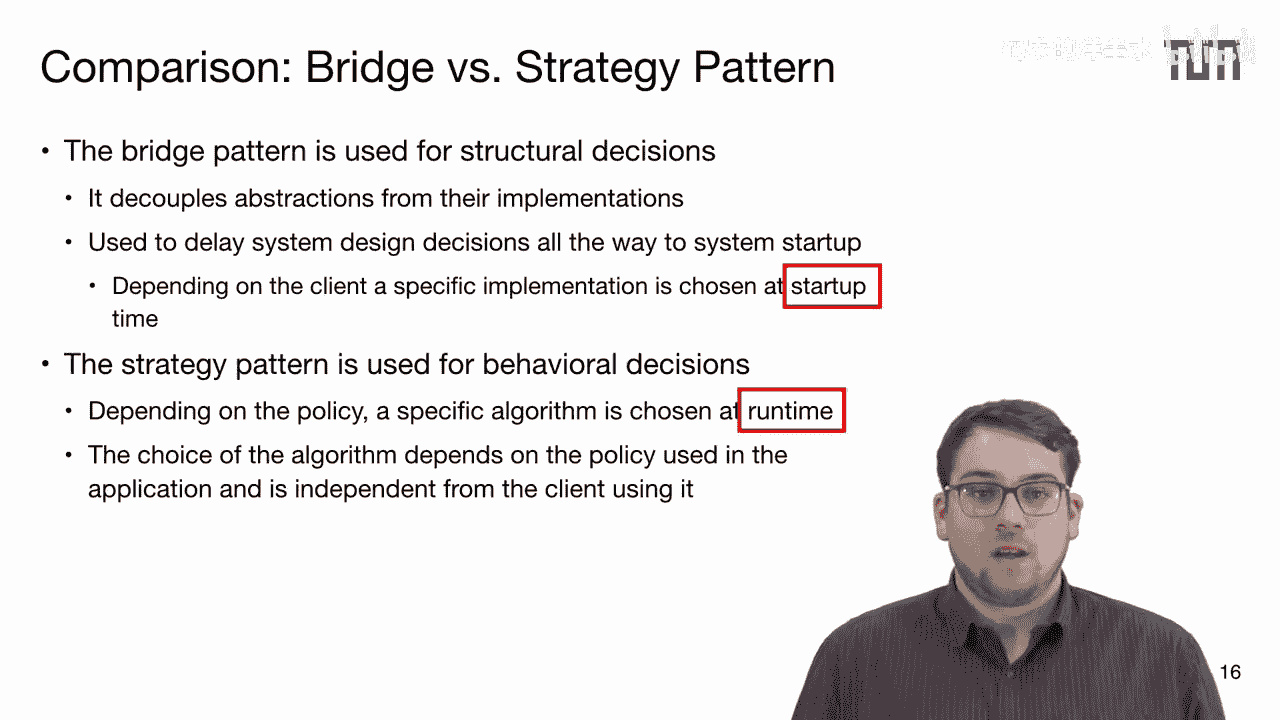 Comparison: Bridge vs. Strategy Pattern
• The bridge pattern is used for structural decisions
• It decouples abstractions from their implementations
• Used to delay system design decisions all the way to system startup
• Depending on the client a specific implementation is chosen at startup
time
• The strategy pattern is used for behavioral decisions
• Depending on the policy, a specific algorithm is chosen at runtime
• The choice of the algorithm depends on the policy used in the
application and is independent from the client using it
16